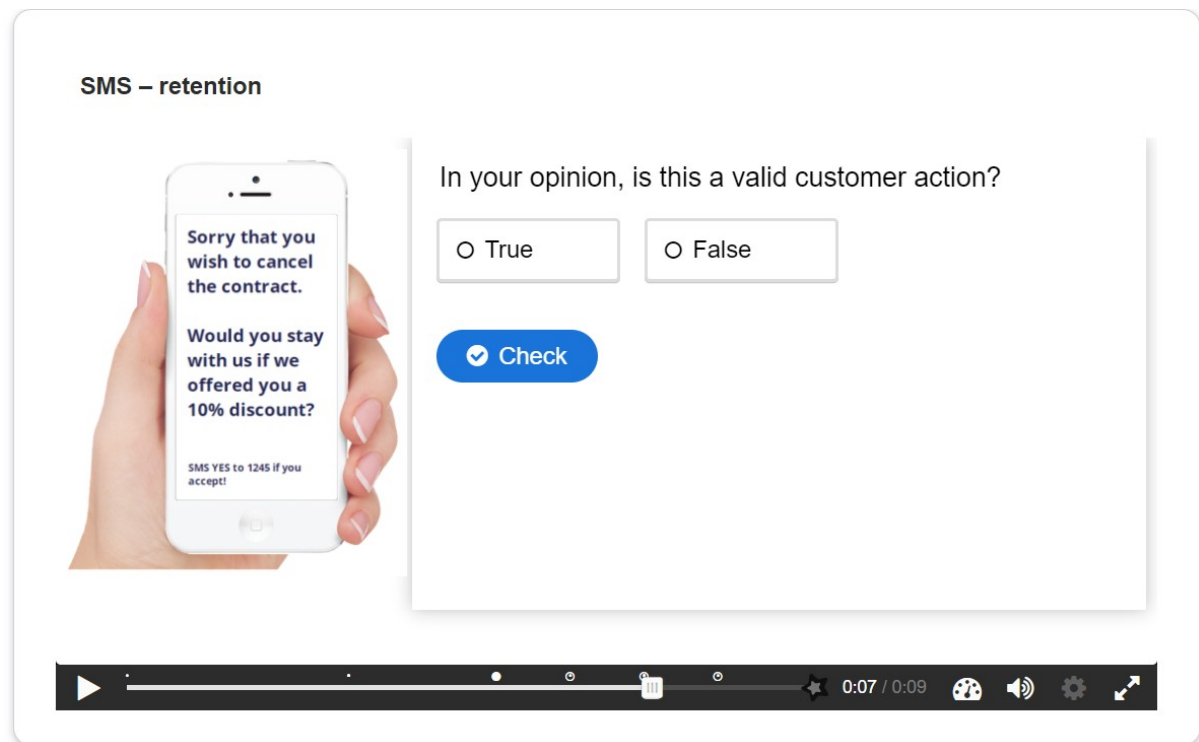 SMS – retention
Sorry that you
wish to cancel
the contract.
Would you stay
with us if we
offered you a
10% discount?
SMS YES to 1245 if you
accept!
In your opinion, is this a valid customer action?
True
False
Check
0:07 / 0:09